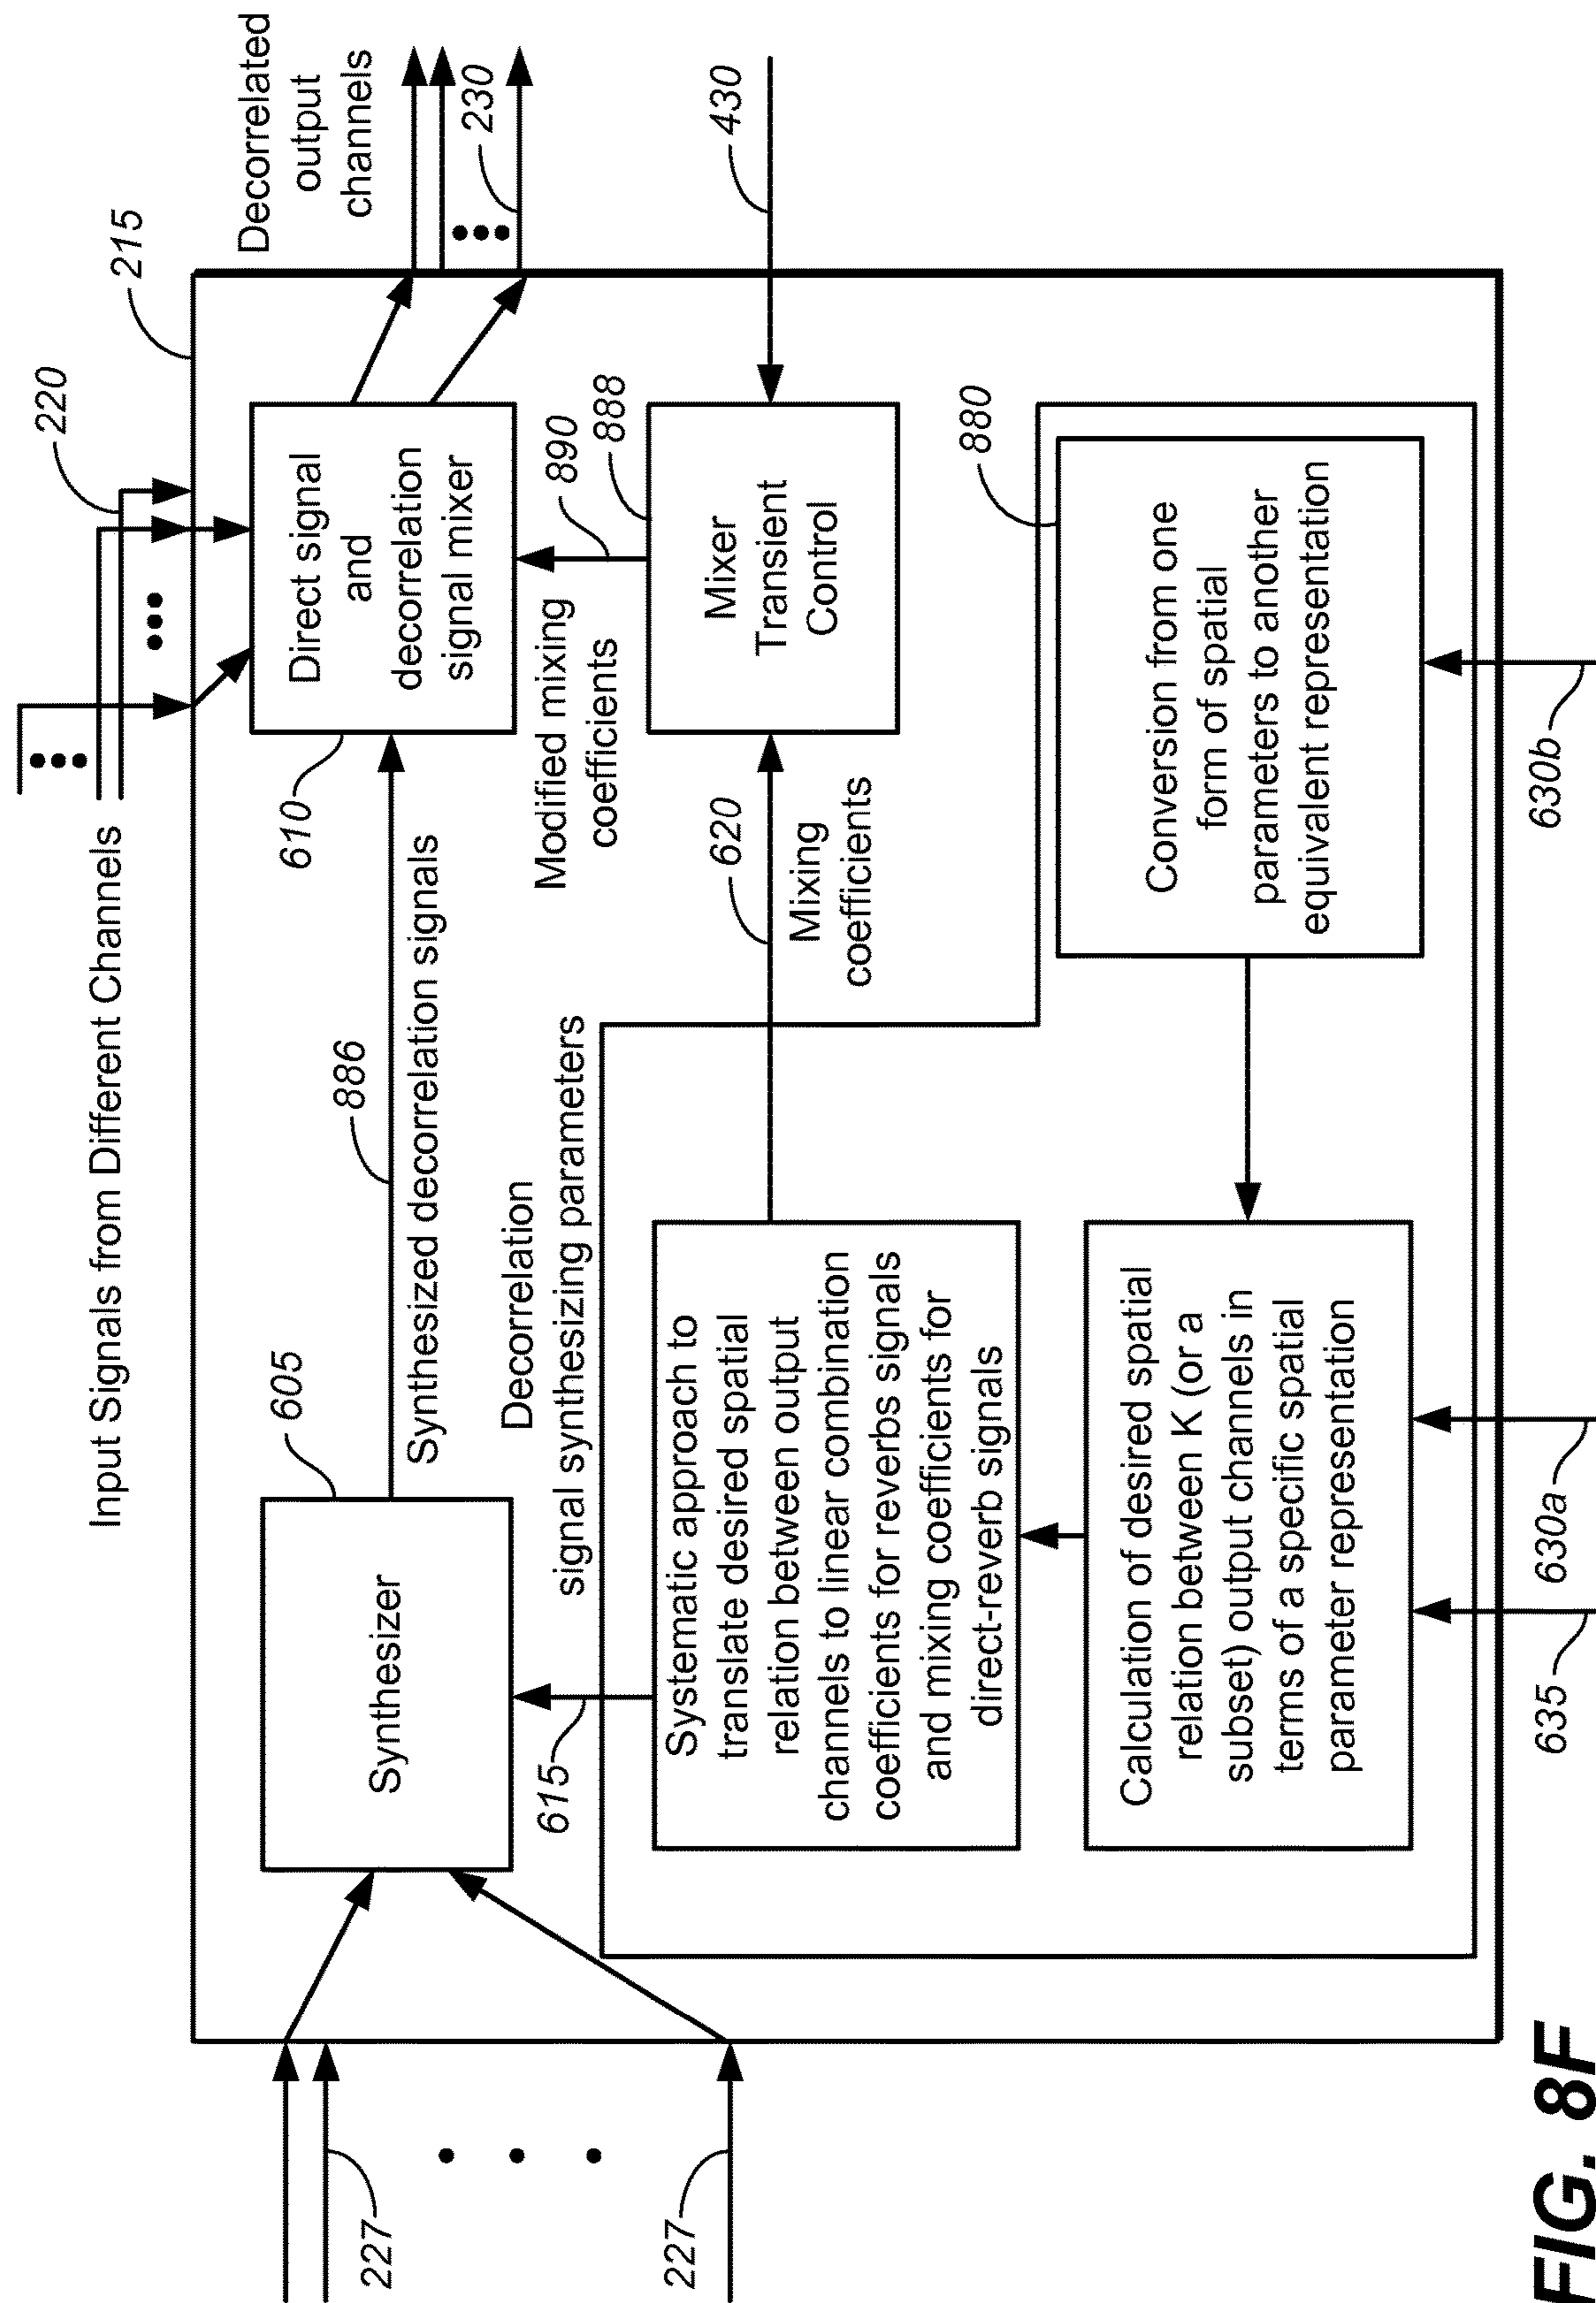 Input Signals from Different Channels
220
215
Decorrelated
output
channels
230
605
Synthesizer
886
Synthesized decorrelation signals
610
Direct signal
and
decorrelation
signal mixer
227
227
Decorrelation
signal synthesizing parameters
615
Modified mixing
coefficients
890
888
620
Mixing
coefficients
Mixer
Transient
Control
430
Systematic approach to
translate desired spatial
relation between output
channels to linear combination
coefficients for reverbs signals
and mixing coefficients for
direct-reverb signals
880
Calculation of desired spatial
relation between K (or a
subset) output channels in
terms of a specific spatial
parameter representation
Conversion from one
form of spatial
parameters to another
equivalent representation
635
630a
630b
FIG. 8F